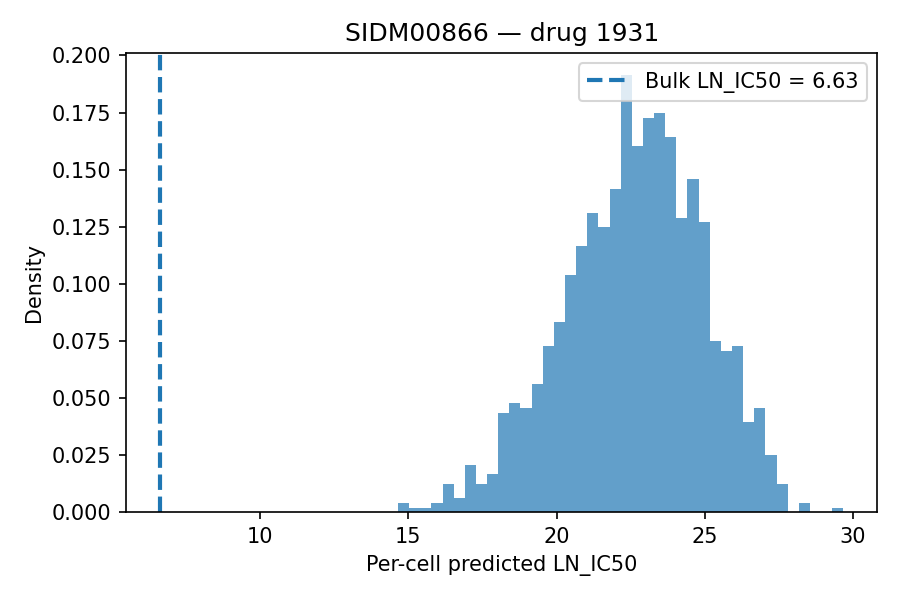 SIDM00866 — drug 1931
Bulk LN_IC50 = 6.63
Density
0.200
0.175
0.150
0.125
0.100
0.075
0.050
0.025
0.000
10 15 20 25 30
Per-cell predicted LN_IC50